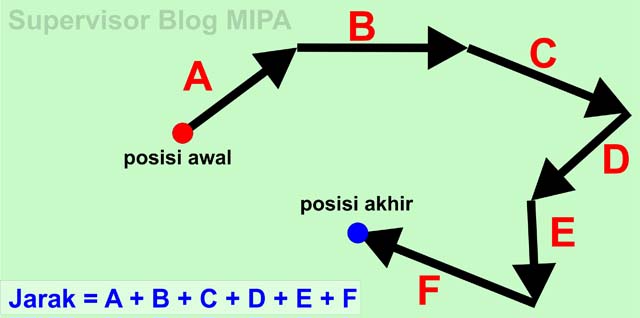 Supervisor Blog MIPA
B
A
C
posisi awal
D
posisi akhir
E
F
Jarak = A + B + C + D + E + F